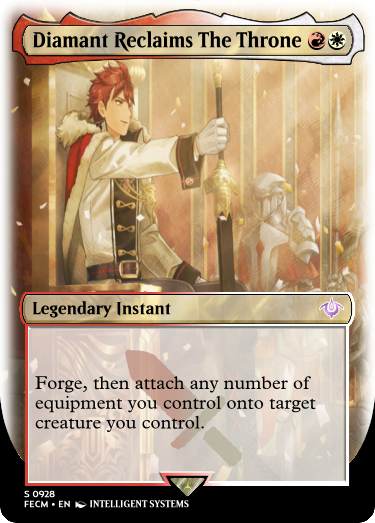 Diamant Reclaims The Throne
Legendary Instant
Forge, then attach any number of
equipment you control onto target
creature you control.
S 0928
FECM • EN INTELLIGENT SYSTEMS